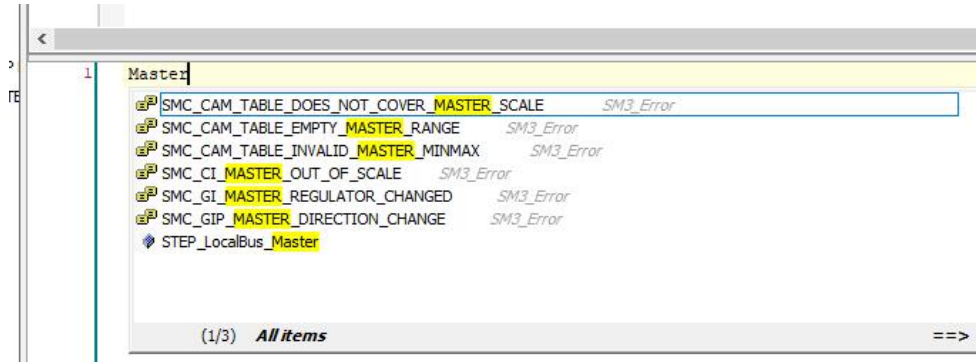 1 Master
SMC_CAM_TABLE_DOES_NOT_COVER_MASTER_SCALE SM3_Error
SMC_CAM_TABLE_EMPTY_MASTER_RANGE SM3_Error
SMC_CAM_TABLE_INVALID_MASTER_MINMAX SM3_Error
SMC_CI_MASTER_OUT_OF_SCALE SM3_Error
SMC_GI_MASTER_REGULATOR_CHANGED SM3_Error
SMC_GIP_MASTER_DIRECTION_CHANGE SM3_Error
STEP_LocalBus_Master
(1/3) All items ==>